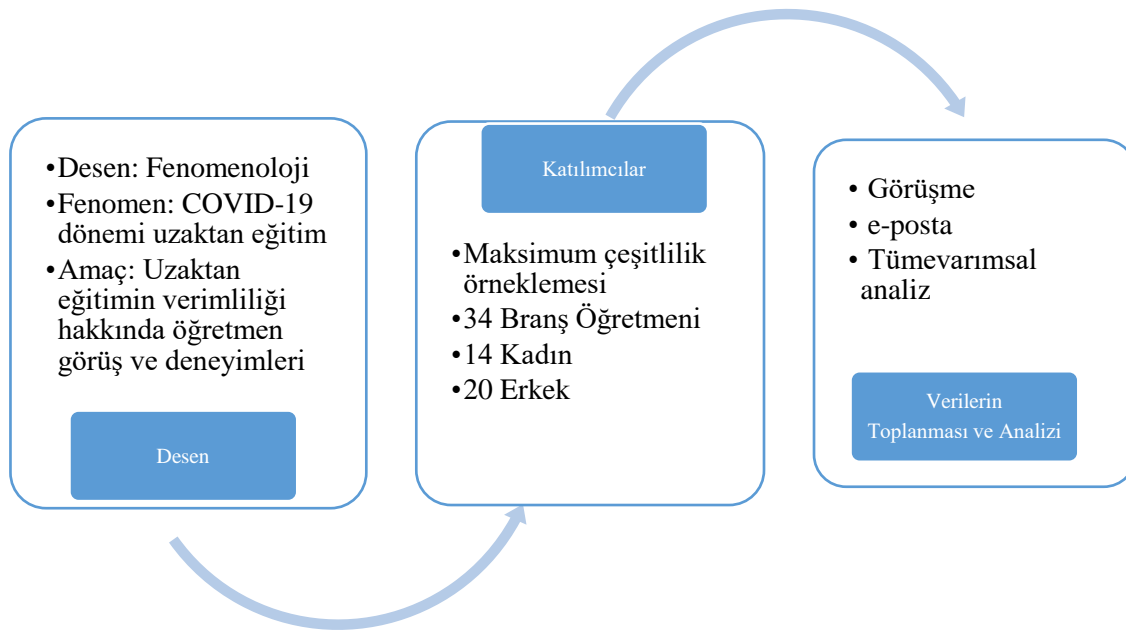 •Desen: Fenomenoloji
•Fenomen: COVID-19
dönemi uzaktan eğitim
•Amaç: Uzaktan
eğitimin verimliliği
hakkında öğretmen
görüş ve deneyimleri
Desen
Katılımcılar
•Maksimum çeşitlilik
örneklemesi
•34 Branş Öğretmeni
•14 Kadın
•20 Erkek
• Görüşme
• e-posta
• Tümevarımsal
analiz
Verilerin
Toplanması ve Analizi